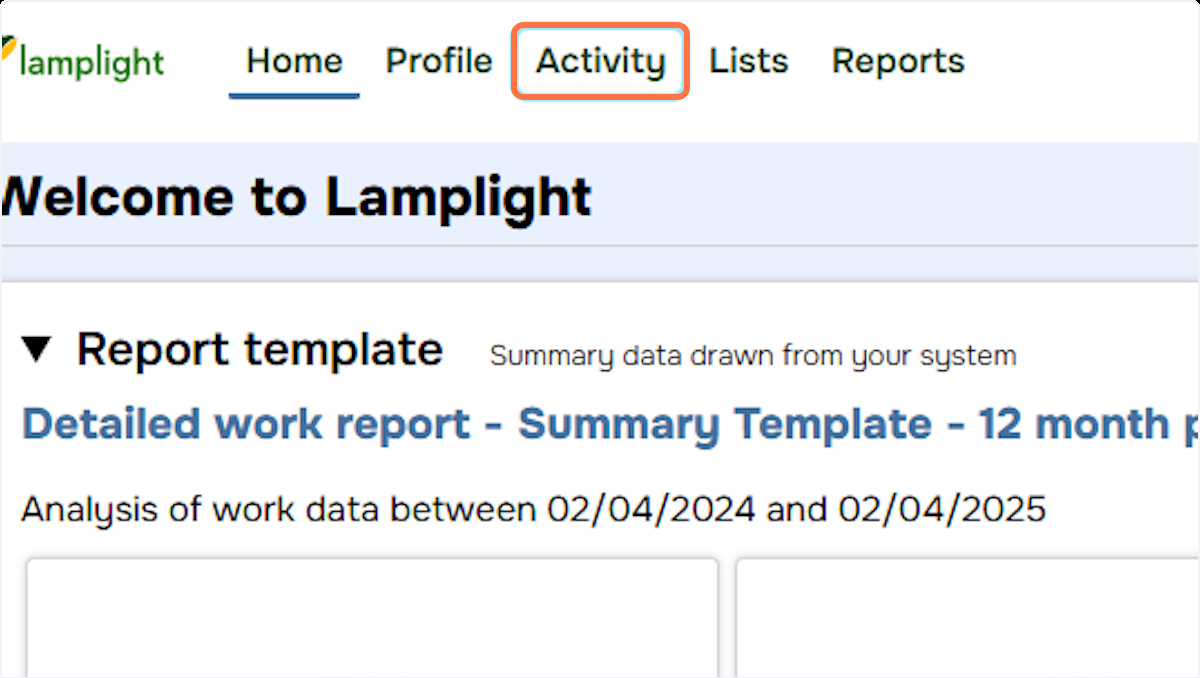 lamplight Home Profile Activity Lists Reports
Welcome to Lamplight
Report template Summary data drawn from your system
Detailed work report - Summary Template - 12 month
Analysis of work data between 02/04/2024 and 02/04/2025